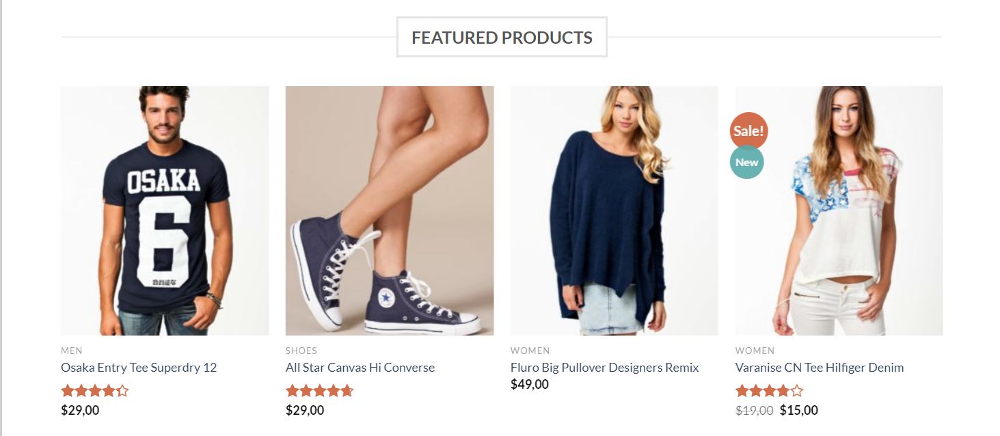 FEATURED PRODUCTS
OSAKA
6
Sale!
New
MEN
Osaka Entry Tee Superdry 12
$29,00
SHOES
All Star Canvas Hi Converse
$29,00
WOMEN
Fluro Big Pullover Designers Remix
$49,00
WOMEN
Varanise CN Tee Hilfiger Denim
$19,00 $15,00